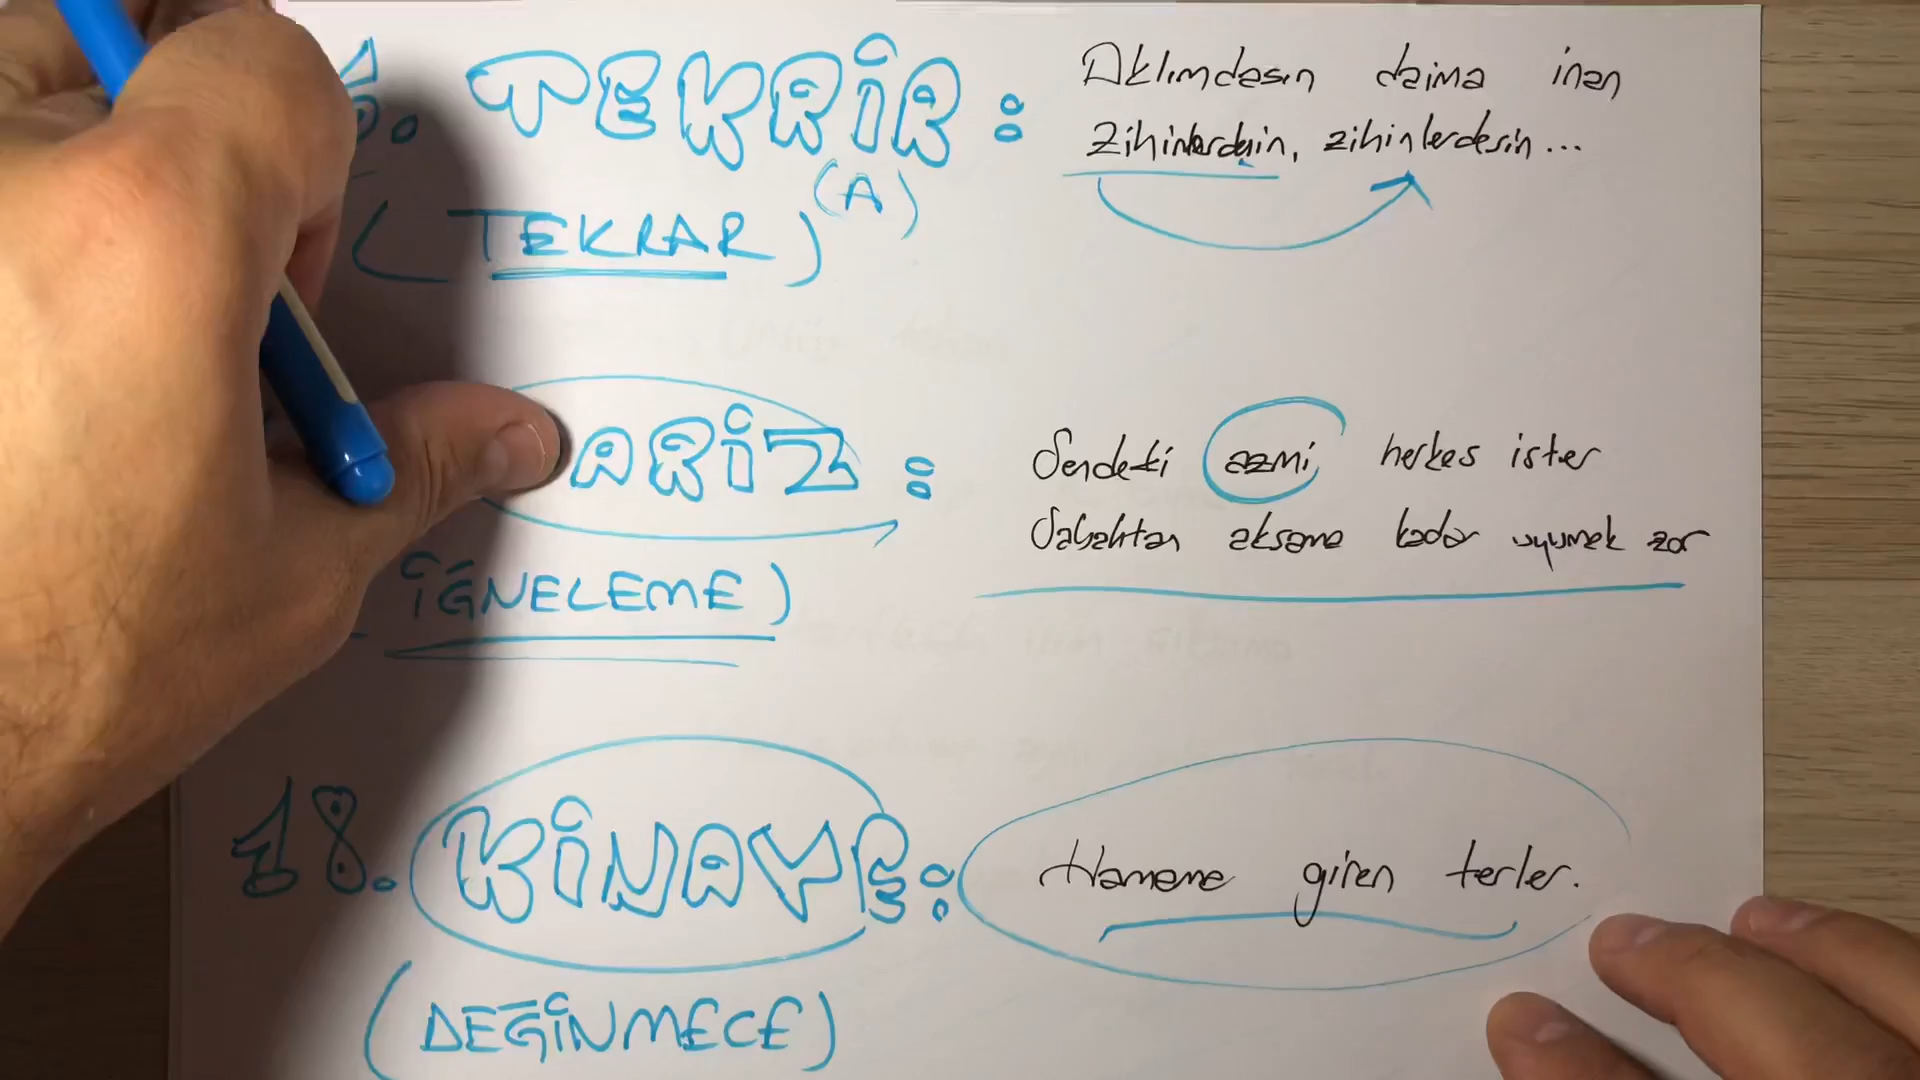 6. TEKRİR : Aklımdasın daima inan
Zihinlerdesin, zihinlerdesin...
(A)
(TEKRAR)
ARİZ : Sendeki azmi herkes ister
Sabahtan akşama kadar uyumak zor
İĞNELEME)
18. KİNAYE: Hamama giren terler.
(DEĞİNMECE)